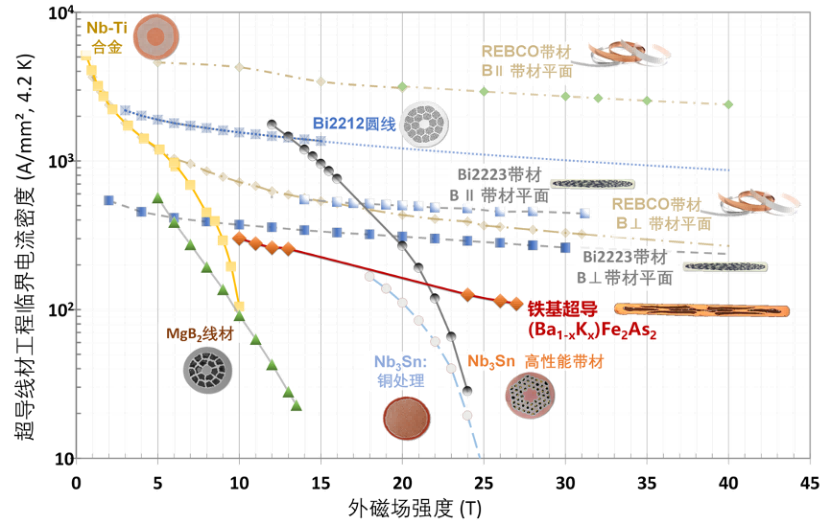 超导线材工程临界电流密度 (A/mm², 4.2 K)
10⁴
10³
10²
10
0
5
10
15
20
25
30
35
40
45
外磁场强度 (T)
Nb-Ti
合金
REBCO带材
B∥ 带材平面
Bi2212圆线
Bi2223带材
B ∥ 带材平面
REBCO带材
B⊥ 带材平面
Bi2223带材
B⊥带材平面
铁基超导
(Ba₁₋ₓKₓ)Fe₂As₂
MgB₂线材
Nb₃Sn:
铜处理
Nb₃Sn 高性能带材